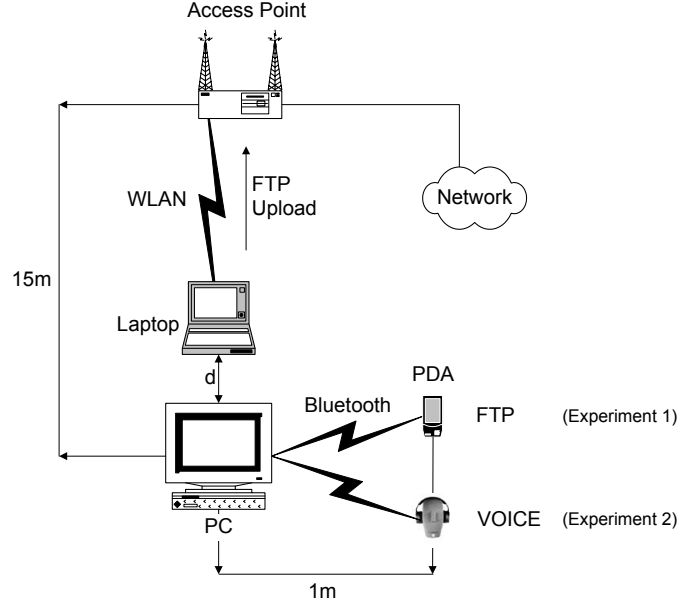 Access Point
WLAN
FTP
Upload
Network
15m
Laptop
d
PDA
Bluetooth
FTP
(Experiment 1)
VOICE
(Experiment 2)
PC
1m